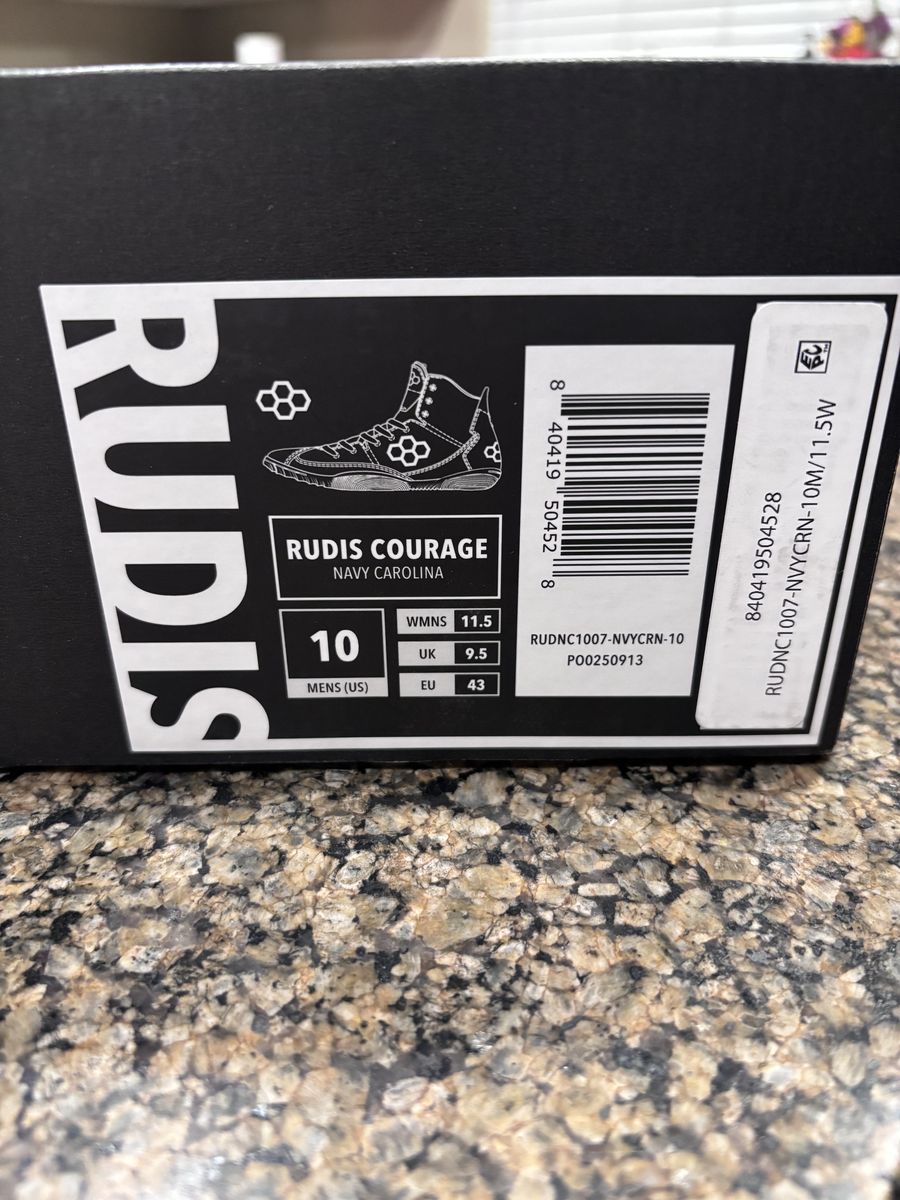 RUDIS
RUDIS COURAGE
NAVY CAROLINA
10
MENS (US)
WMNS 11.5
UK 9.5
EU 43
8 40419 50452 8
RUDNC1007-NVYCRN-10
PO0250913
EPC™
840419504528
RUDNC1007-NVYCRN-10M/11.5W